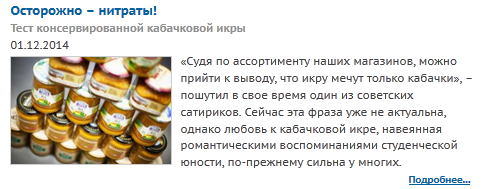 Осторожно – нитраты!
Тест консервированной кабачковой икры
01.12.2014
«Судя по ассортименту наших магазинов, можно
прийти к выводу, что икру мечут только кабачки», –
пошутил в свое время один из советских
сатириков. Сейчас эта фраза уже не актуальна,
однако любовь к кабачковой икре, навеянная
романтическими воспоминаниями студенческой
юности, по-прежнему сильна у многих.
Подробнее...